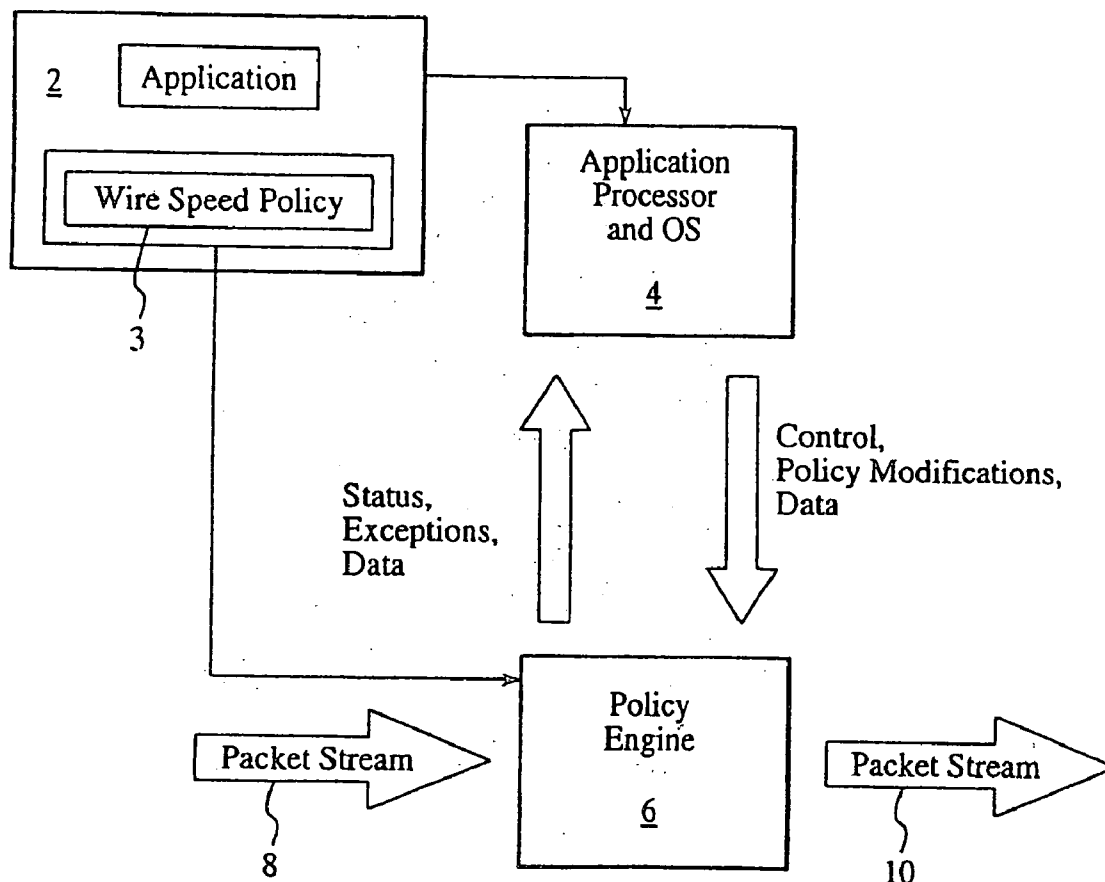 2
Application
Wire Speed Policy
3
Application
Processor
and OS
4
Status,
Exceptions,
Data
Control,
Policy Modifications,
Data
Packet Stream
8
Policy
Engine
6
Packet Stream
10